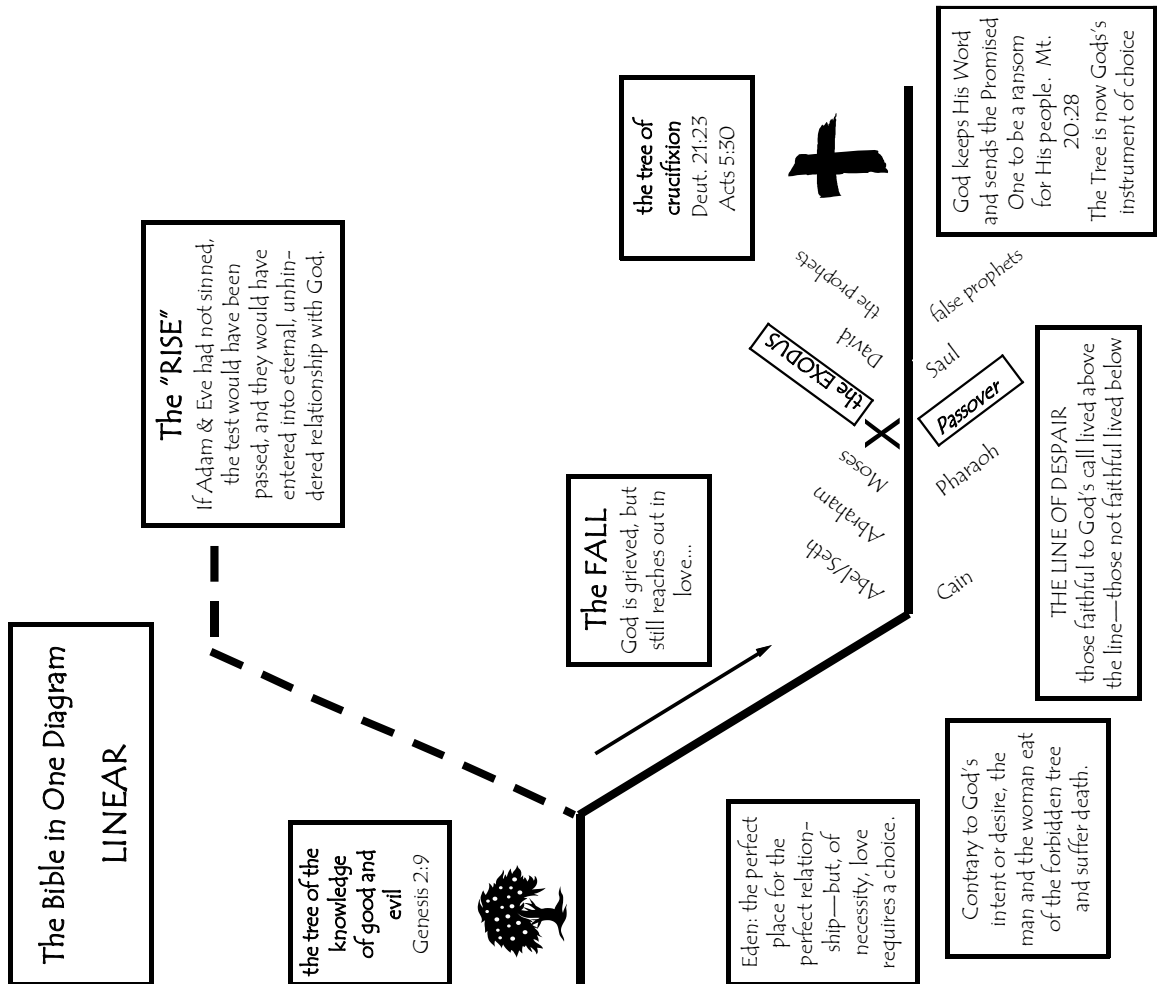 The Bible in One Diagram
LINEAR
The "RISE"
If Adam & Eve had not sinned,
the test would have been
passed, and they would have
entered into eternal, unhin-
dered relationship with God.
the tree of the
knowledge
of good and
evil
Genesis 2:9
The FALL
God is grieved, but
still reaches out in
love...
the tree of
crucifixion
Deut. 21:23
Acts 5:30
Abel/Seth
Abraham
Moses
the EXODUS
David
the prophets
Cain
Pharaoh
Passover
Saul
false prophets
Eden: the perfect
place for the
perfect relation-
ship—but, of
necessity, love
requires a choice.
Contrary to God's
intent or desire, the
man and the woman eat
of the forbidden tree
and suffer death.
THE LINE OF DESPAIR
those faithful to God's call lived above
the line—those not faithful lived below
God keeps His Word
and sends the Promised
One to be a ransom
for His people. Mt.
20:28
The Tree is now Gods's
instrument of choice